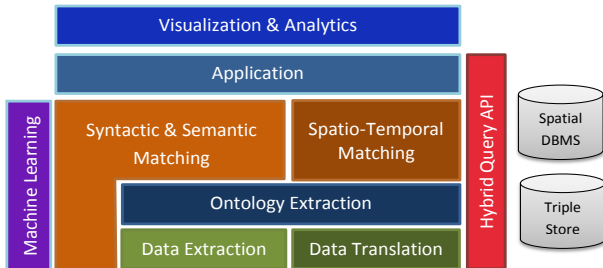 Visualization & Analytics
Application
Machine Learning
Syntactic & Semantic
Matching
Spatio-Temporal
Matching
Hybrid Query API
Spatial
DBMS
Ontology Extraction
Triple
Store
Data Extraction
Data Translation